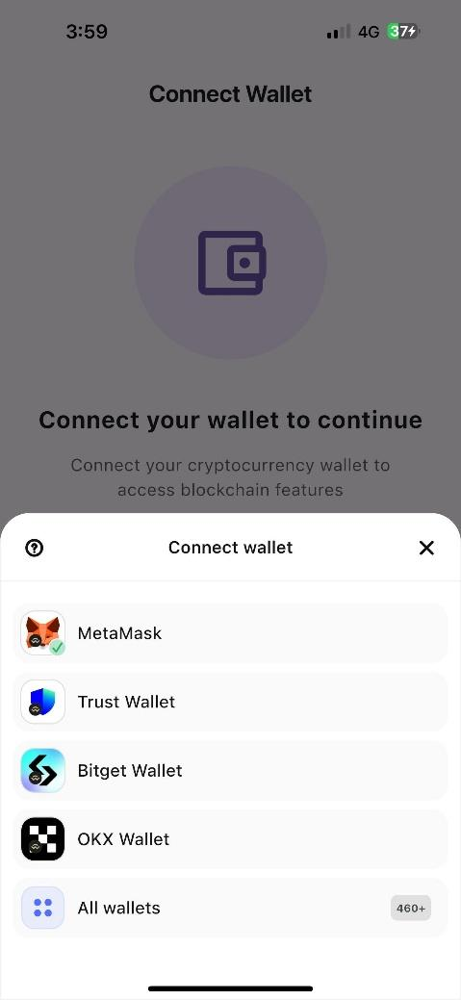 3:59 4G 37
Connect Wallet
Connect your wallet to continue
Connect your cryptocurrency wallet to
access blockchain features
Connect wallet
MetaMask
Trust Wallet
Bitget Wallet
OKX Wallet
All wallets 460+